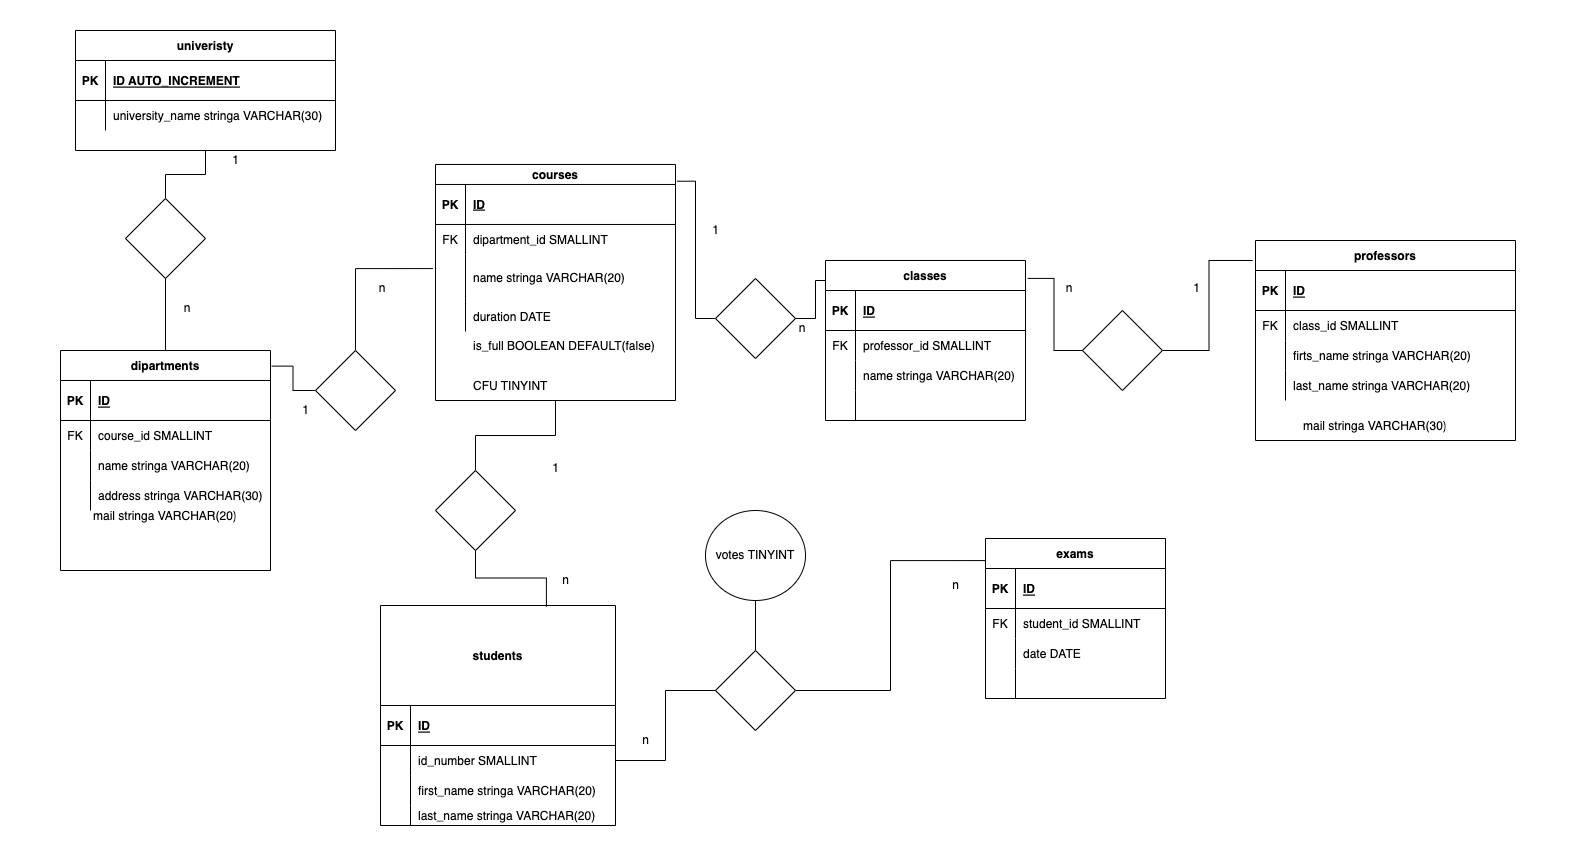 univeristy
PK ID AUTO_INCREMENT
university_name stringa VARCHAR(30)
1
n
dipartments
PK ID
FK course_id SMALLINT
name stringa VARCHAR(20)
address stringa VARCHAR(30)
mail stringa VARCHAR(20)
1
n
courses
PK ID
FK dipartment_id SMALLINT
name stringa VARCHAR(20)
duration DATE
is_full BOOLEAN DEFAULT(false)
CFU TINYINT
1
n
classes
PK ID
FK professor_id SMALLINT
name stringa VARCHAR(20)
n
1
professors
PK ID
FK class_id SMALLINT
firts_name stringa VARCHAR(20)
last_name stringa VARCHAR(20)
mail stringa VARCHAR(30)
1
n
students
PK ID
id_number SMALLINT
first_name stringa VARCHAR(20)
last_name stringa VARCHAR(20)
n
votes TINYINT
n
exams
PK ID
FK student_id SMALLINT
date DATE